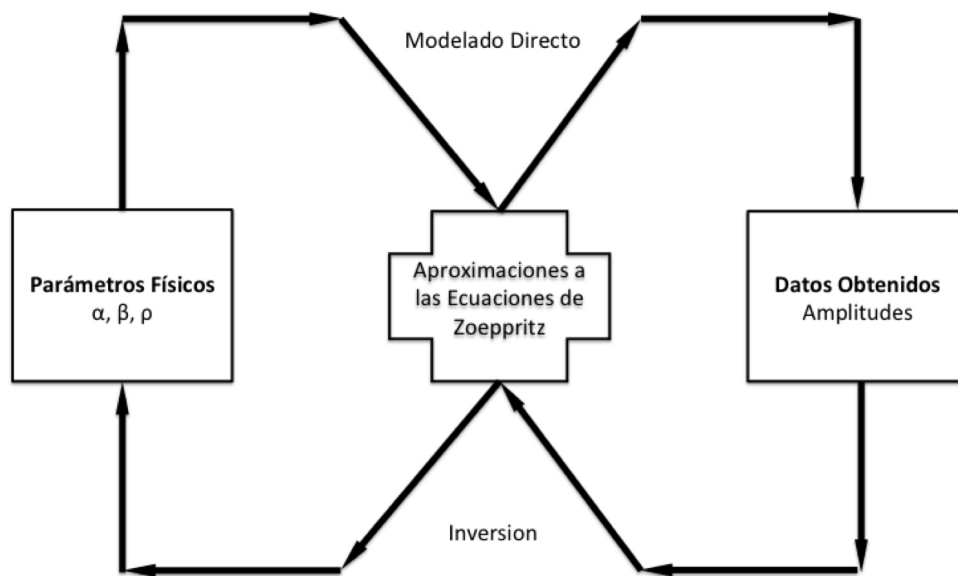 Modelado Directo
Parámetros Físicos
α, β, ρ
Aproximaciones a
las Ecuaciones de
Zoeppritz
Datos Obtenidos
Amplitudes
Inversion